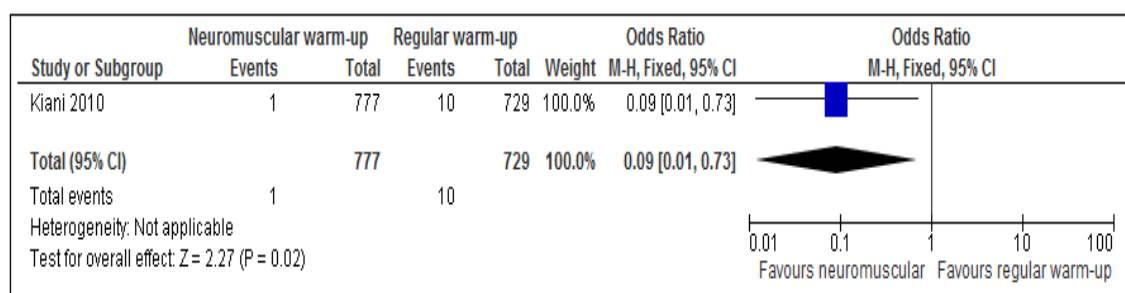 Neuromuscular warm-up Regular warm-up Odds Ratio Odds Ratio
Study or Subgroup Events Total Events Total Weight M-H, Fixed, 95% CI M-H, Fixed, 95% CI
Kiani 2010 1 777 10 729 100.0% 0.09 [0.01, 0.73]
Total (95% CI) 777 729 100.0% 0.09 [0.01, 0.73]
Total events 1 10
Heterogeneity: Not applicable
Test for overall effect: Z = 2.27 (P = 0.02)
0.01 0.1 1 10 100
Favours neuromuscular Favours regular warm-up